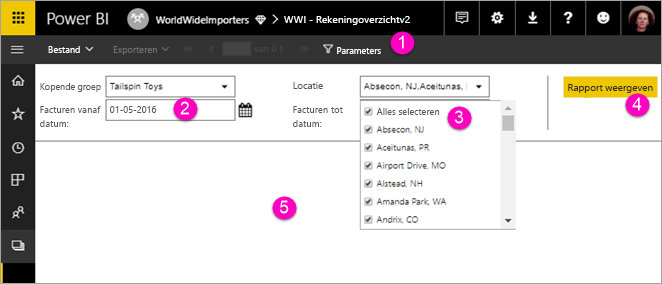 Power BI WorldWideImporters > WWI - Rekeningoverzichtv2
Bestand Exporteren van 0 Parameters 1
Kopende groep Tailspin Toys Locatie Absecon, NJ,Aceitunas, Rapport weergeven
Facturen vanaf datum: 01-05-2016 2 Facturen tot datum: 4
Alles selecteren 3
Absecon, NJ
Aceitunas, PR
Airport Drive, MO
Alstead, NH
Amanda Park, WA
Andrix, CO
5